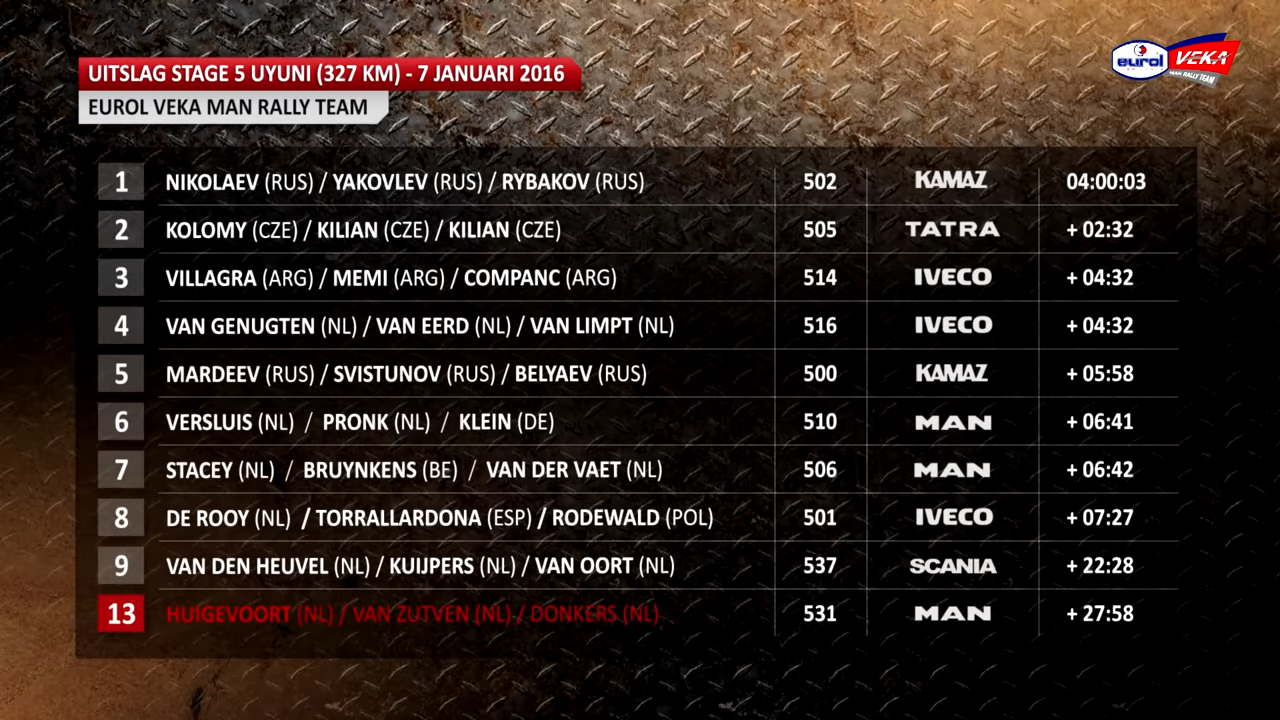 UITSLAG STAGE 5 UYUNI (327 KM) - 7 JANUARI 2016
EUROL VEKA MAN RALLY TEAM
eurol VEKA
MAN RALLY TEAM
1 NIKOLAEV (RUS) / YAKOVLEV (RUS) / RYBAKOV (RUS) 502 KAMAZ 04:00:03
2 KOLOMY (CZE) / KILIAN (CZE) / KILIAN (CZE) 505 TATRA + 02:32
3 VILLAGRA (ARG) / MEMI (ARG) / COMPANC (ARG) 514 IVECO + 04:32
4 VAN GENUGTEN (NL) / VAN EERD (NL) / VAN LIMPT (NL) 516 IVECO + 04:32
5 MARDEEV (RUS) / SVISTUNOV (RUS) / BELYAEV (RUS) 500 KAMAZ + 05:58
6 VERSLUIS (NL) / PRONK (NL) / KLEIN (DE) 510 MAN + 06:41
7 STACEY (NL) / BRUYNKENS (BE) / VAN DER VAET (NL) 506 MAN + 06:42
8 DE ROOY (NL) / TORRALLARDONA (ESP) / RODEWALD (POL) 501 IVECO + 07:27
9 VAN DEN HEUVEL (NL) / KUIJPERS (NL) / VAN OORT (NL) 537 SCANIA + 22:28
13 HUIGEVOORT (NL) / VAN ZUTVEN (NL) / DONKERS (NL) 531 MAN + 27:58